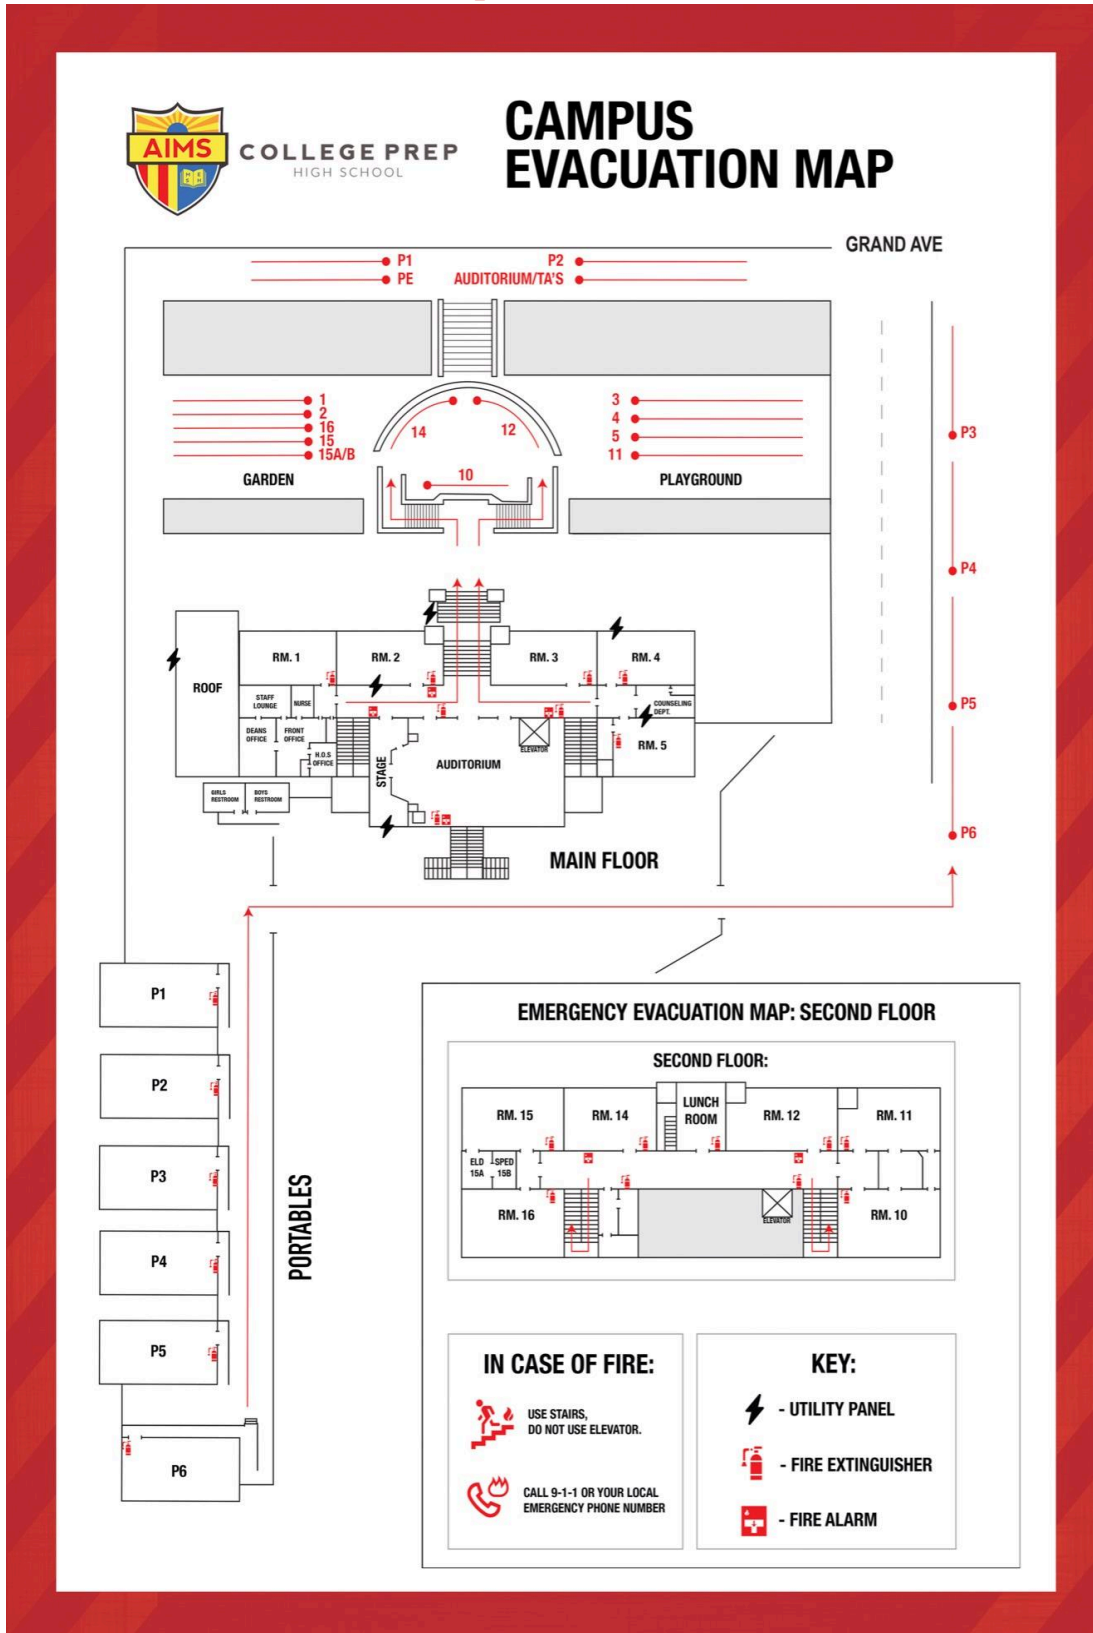 AIMS
COLLEGE PREP
HIGH SCHOOL
CAMPUS
EVACUATION MAP
GRAND AVE
P1
P2
PE
AUDITORIUM/TA'S
1
2
16
15
15A/B
14
12
10
3
4
5
11
GARDEN
PLAYGROUND
P3
P4
P5
P6
ROOF
RM. 1
RM. 2
RM. 3
RM. 4
STAFF
LOUNGE
NURSE
COUNSELING
DEPT.
DEANS
OFFICE
FRONT
OFFICE
H.O.S
OFFICE
STAGE
AUDITORIUM
ELEVATOR
RM. 5
GIRLS
RESTROOM
BOYS
RESTROOM
MAIN FLOOR
P1
P2
P3
P4
P5
P6
PORTABLES
EMERGENCY EVACUATION MAP: SECOND FLOOR
SECOND FLOOR:
RM. 15
RM. 14
LUNCH
ROOM
RM. 12
RM. 11
ELD
15A
SPED
15B
RM. 16
ELEVATOR
RM. 10
IN CASE OF FIRE:
USE STAIRS,
DO NOT USE ELEVATOR.
CALL 9-1-1 OR YOUR LOCAL
EMERGENCY PHONE NUMBER
KEY:
- UTILITY PANEL
- FIRE EXTINGUISHER
- FIRE ALARM